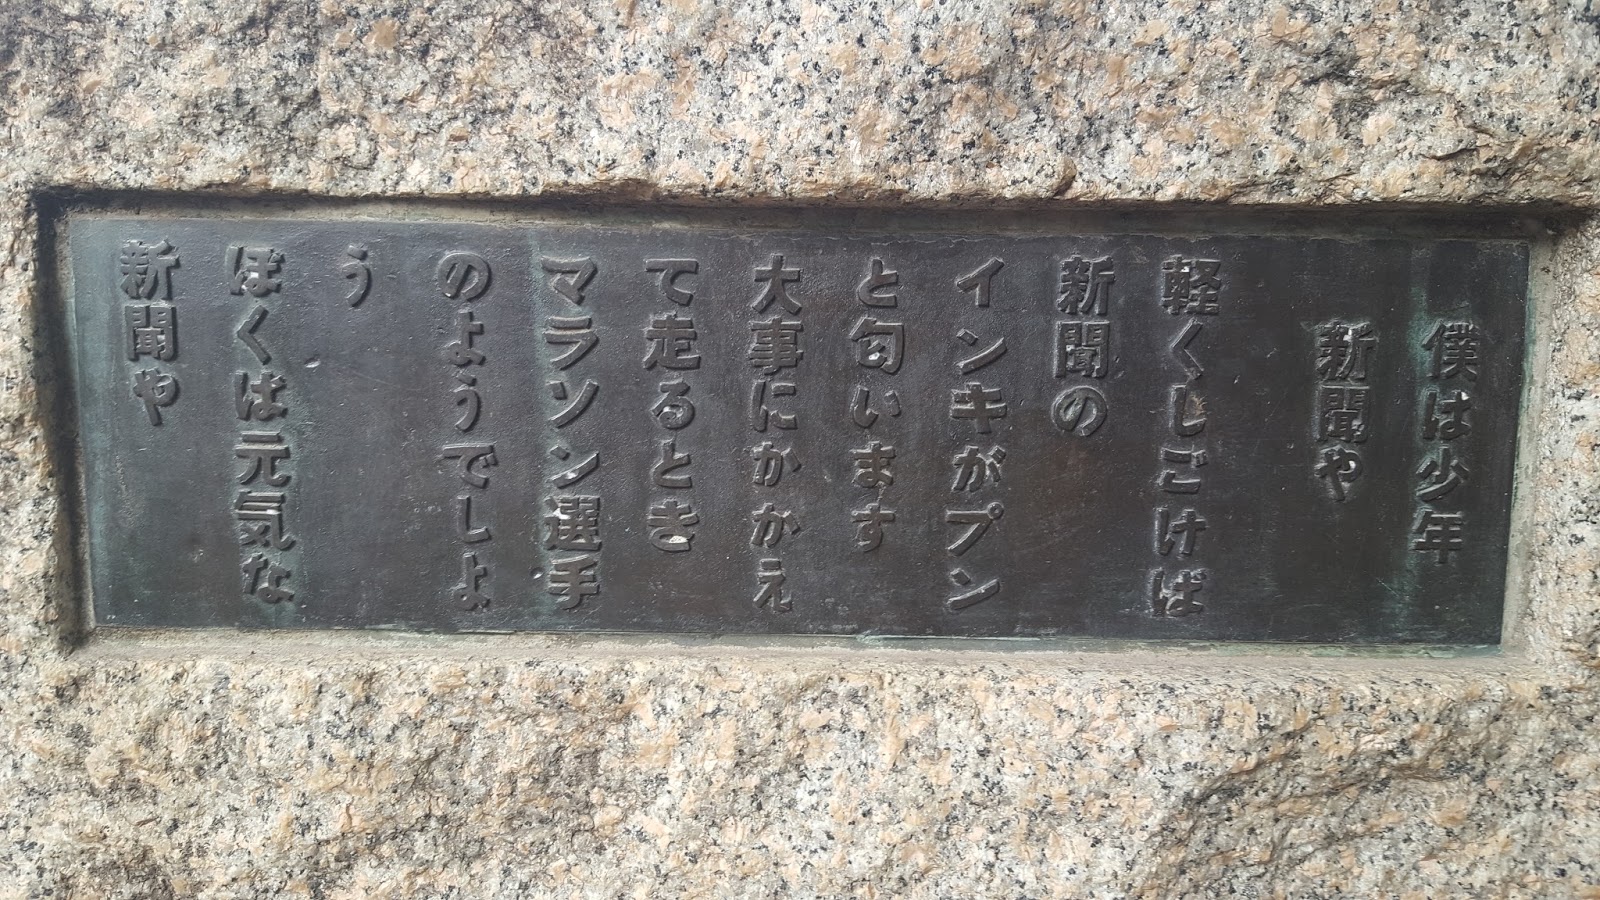 僕は少年
新聞や
軽くしごけば
新聞の
インキがプン
と匂います
大事にかかえ
て走るとき
マラソン選手
のようでしょ
う
ぼくは元気な
新聞や